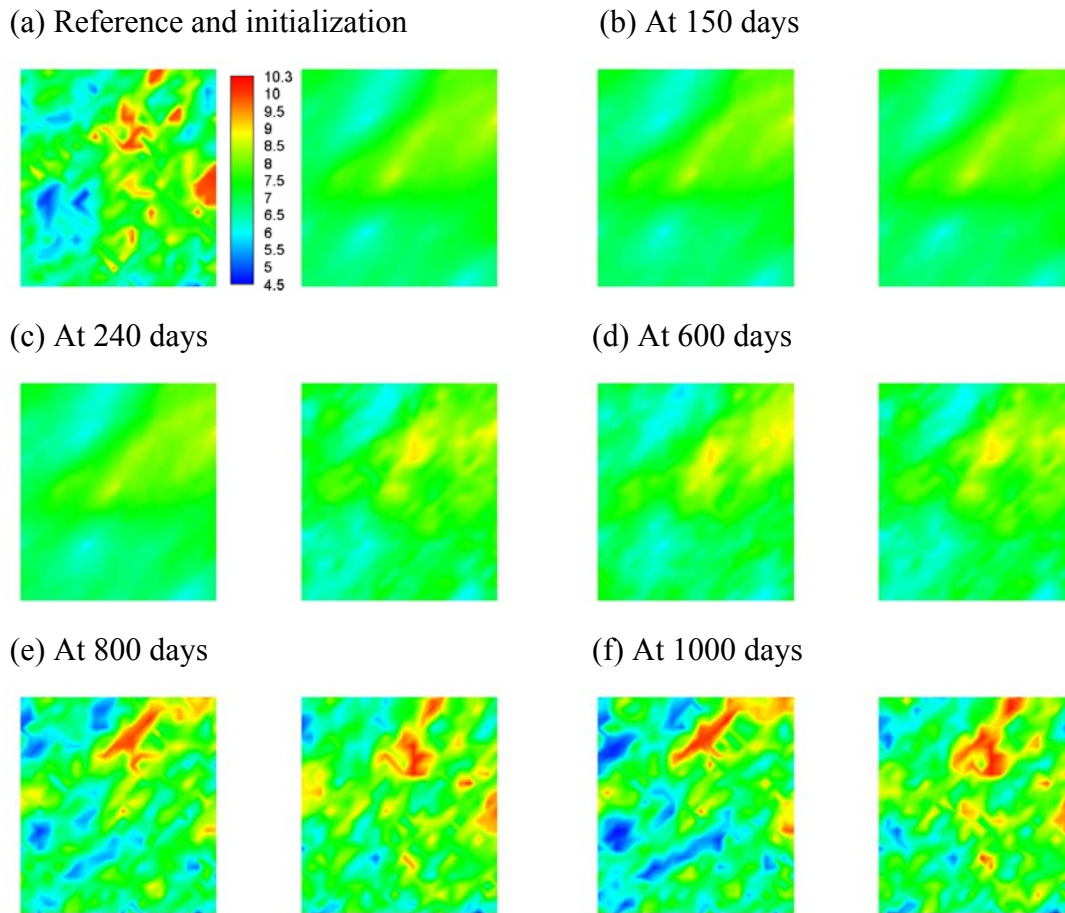 (a) Reference and initialization
(b) At 150 days
10.3
10
9.5
9
8.5
8
7.5
7
6.5
6
5.5
5
4.5
(c) At 240 days
(d) At 600 days
(e) At 800 days
(f) At 1000 days